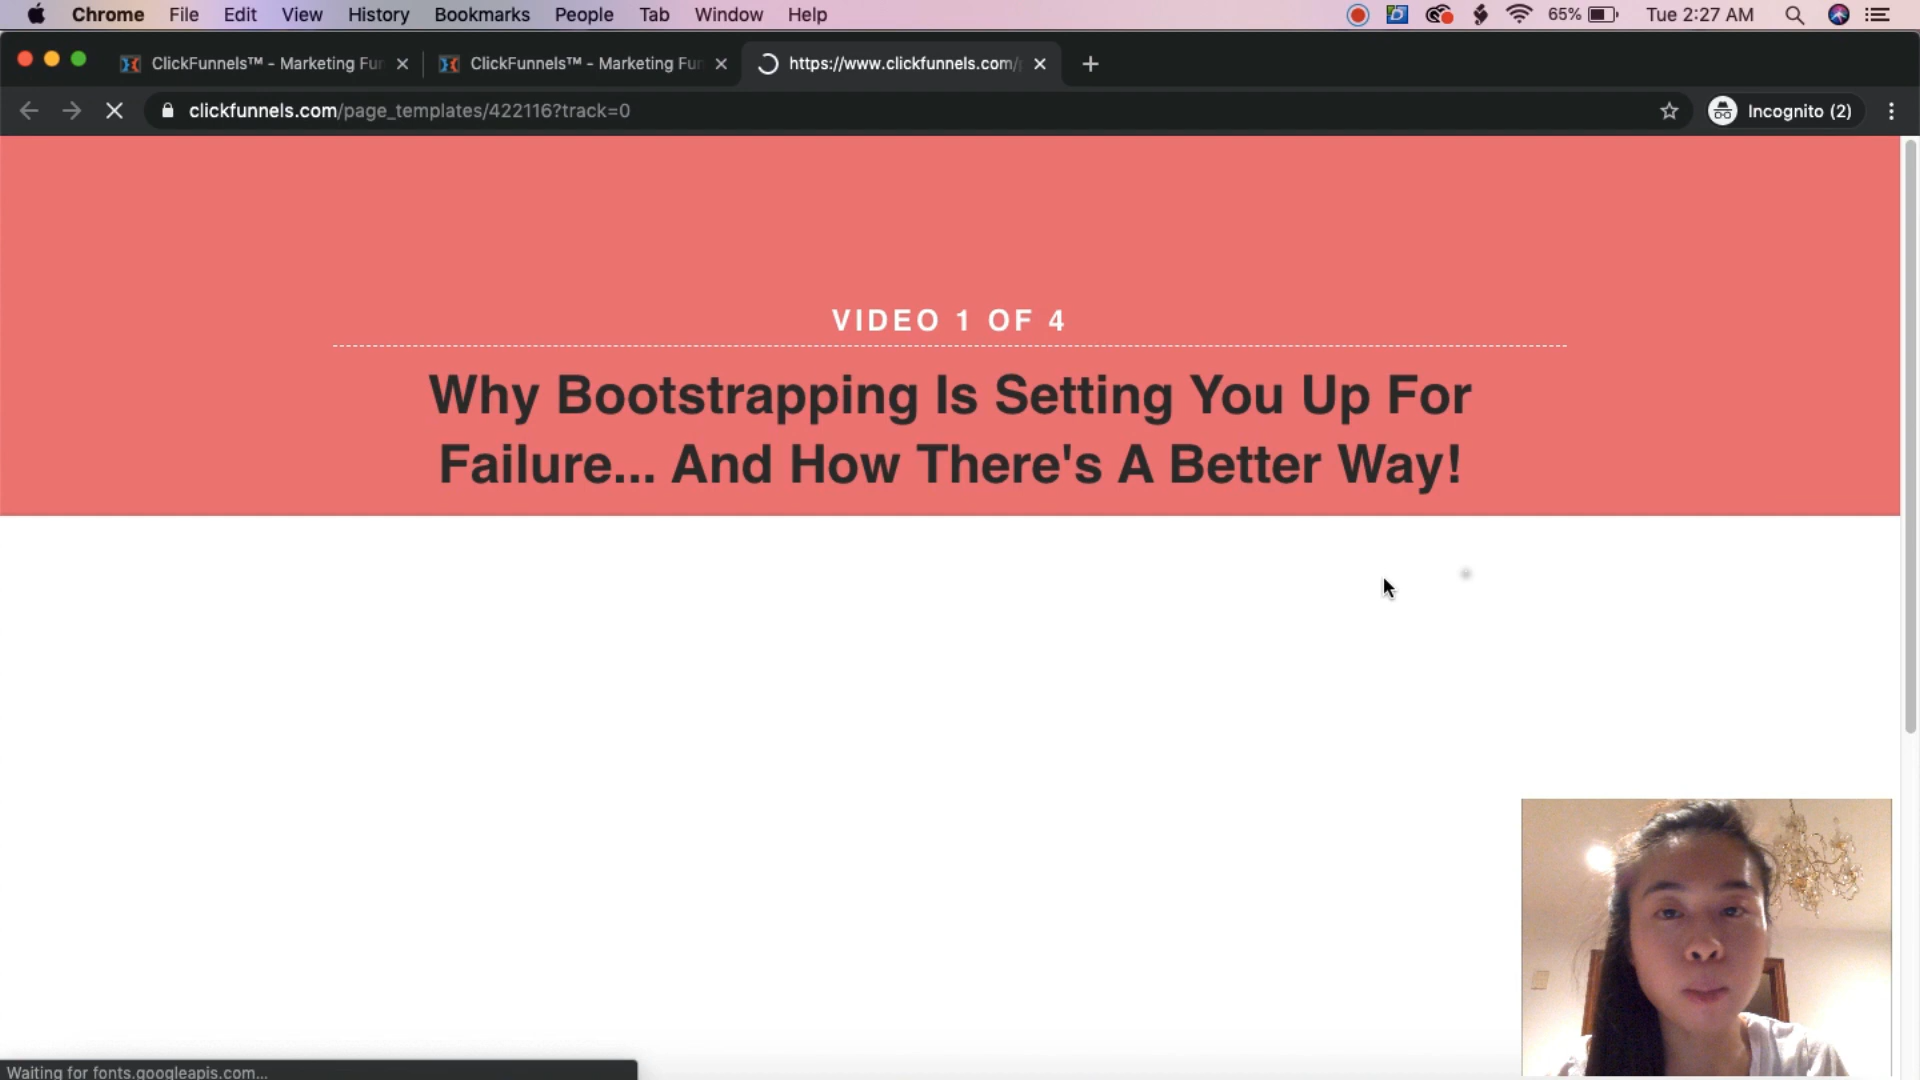 Chrome File Edit View History Bookmarks People Tab Window Help 65% Tue 2:27 AM
ClickFunnels™ - Marketing Fun ClickFunnels™ - Marketing Fun https://www.clickfunnels.com/
clickfunnels.com/page_templates/422116?track=0 Incognito (2)
VIDEO 1 OF 4
Why Bootstrapping Is Setting You Up For
Failure... And How There's A Better Way!
Waiting for fonts.googleapis.com...